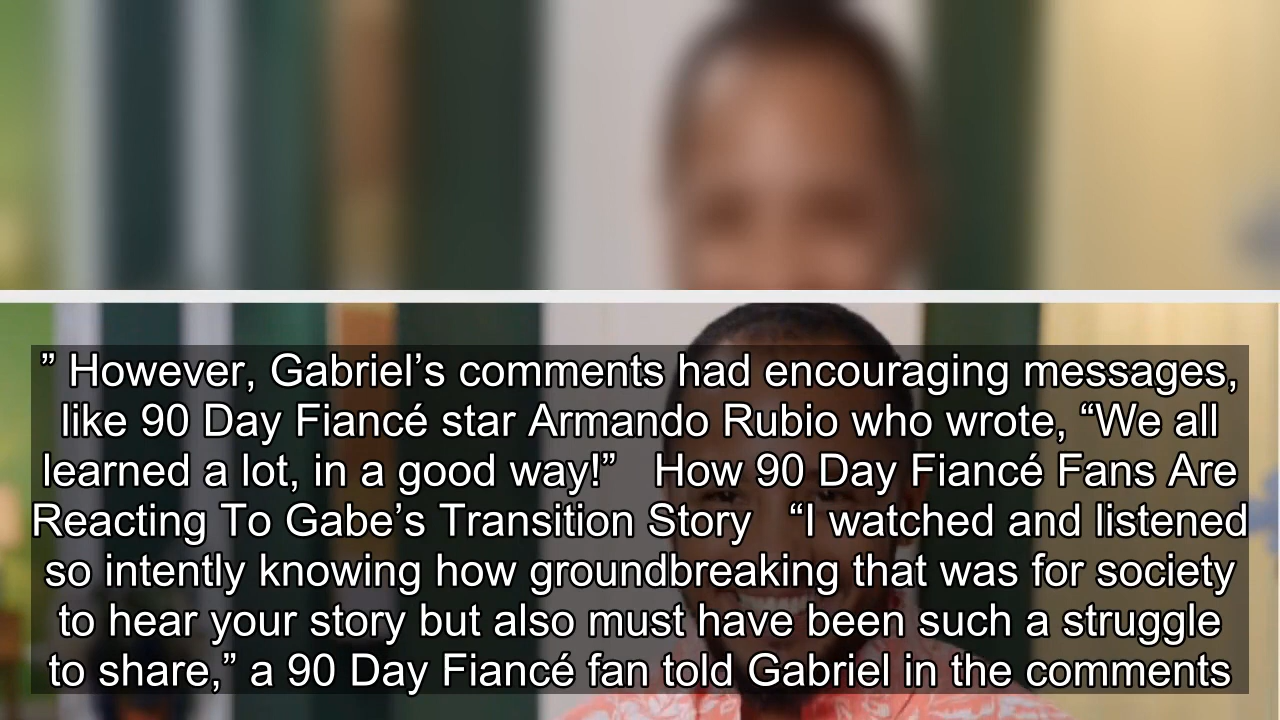 ” However, Gabriel’s comments had encouraging messages,
like 90 Day Fiancé star Armando Rubio who wrote, “We all
learned a lot, in a good way!”   How 90 Day Fiancé Fans Are
Reacting To Gabe’s Transition Story   “I watched and listened
so intently knowing how groundbreaking that was for society
to hear your story but also must have been such a struggle
to share,” a 90 Day Fiancé fan told Gabriel in the comments